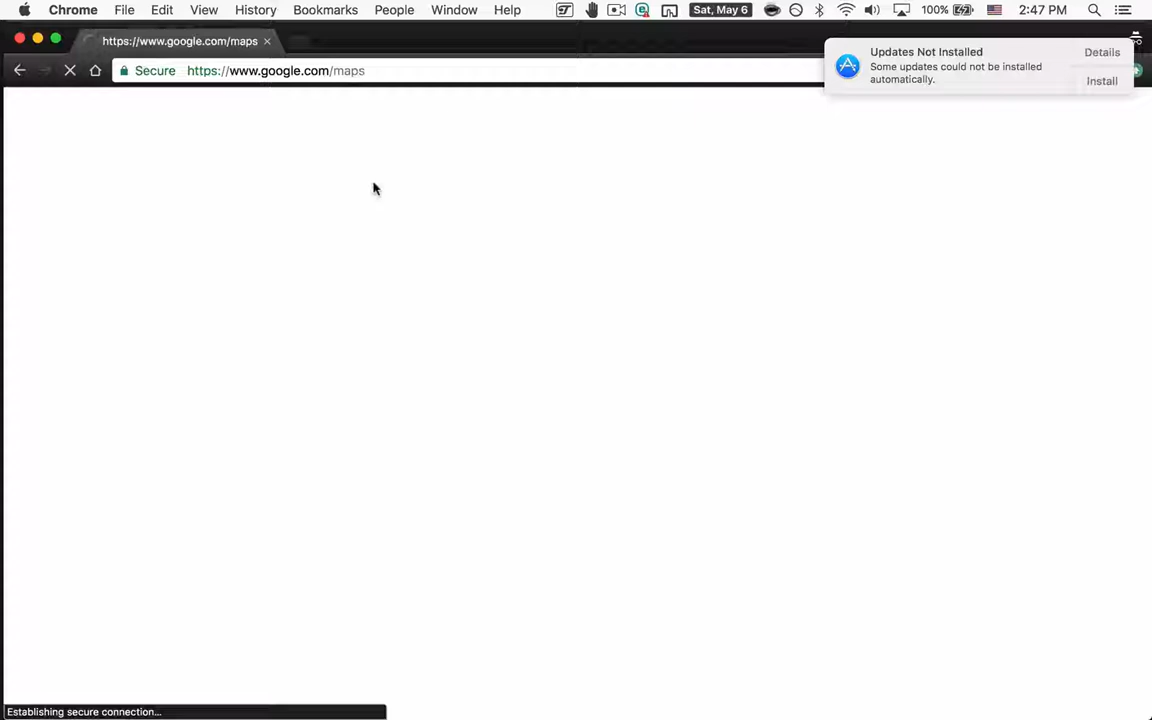 Chrome File Edit View History Bookmarks People Window Help Sat, May 6 100% 2:47 PM
https://www.google.com/maps
Secure https://www.google.com/maps
Updates Not Installed
Some updates could not be installed
automatically.
Details
Install
Establishing secure connection...